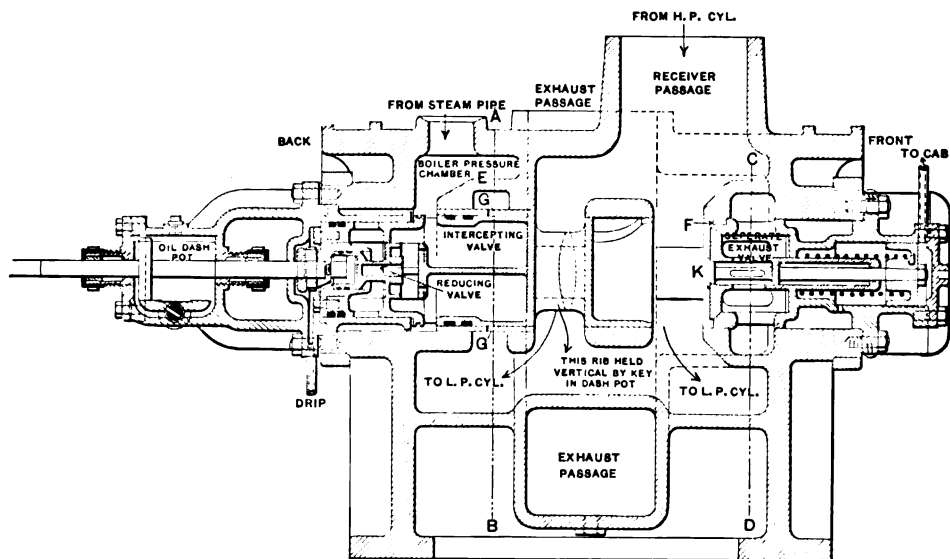 FROM H. P. CYL.
RECEIVER
PASSAGE
EXHAUST
PASSAGE
FROM STEAM PIPE
A
BACK
FRONT
TO CAB
BOILER PRESSURE
CHAMBER
E
C
G
F
INTERCEPTING
VALVE
SEPERATE
EXHAUST
VALVE
OIL DASH
POT
K
REDUCING
VALVE
G
THIS RIB HELD
VERTICAL BY KEY
IN DASH POT
TO L. P. CYL.
TO L. P. CYL.
DRIP
EXHAUST
PASSAGE
B
D